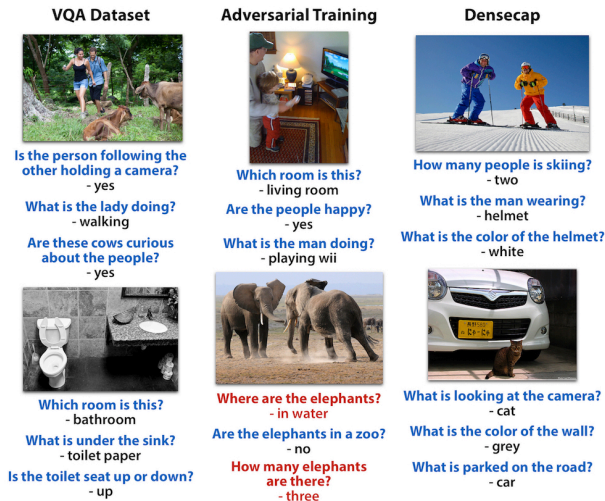 VQA Dataset
Is the person following the
other holding a camera?
- yes
What is the lady doing?
- walking
Are these cows curious
about the people?
- yes
Which room is this?
- bathroom
What is under the sink?
- toilet paper
Is the toilet seat up or down?
- up
Adversarial Training
Which room is this?
- living room
Are the people happy?
- yes
What is the man doing?
- playing wii
Where are the elephants?
- in water
Are the elephants in a zoo?
- no
How many elephants
are there?
- three
Densecap
How many people is skiing?
- two
What is the man wearing?
- helmet
What is the color of the helmet?
- white
What is looking at the camera?
- cat
What is the color of the wall?
- grey
What is parked on the road?
- car